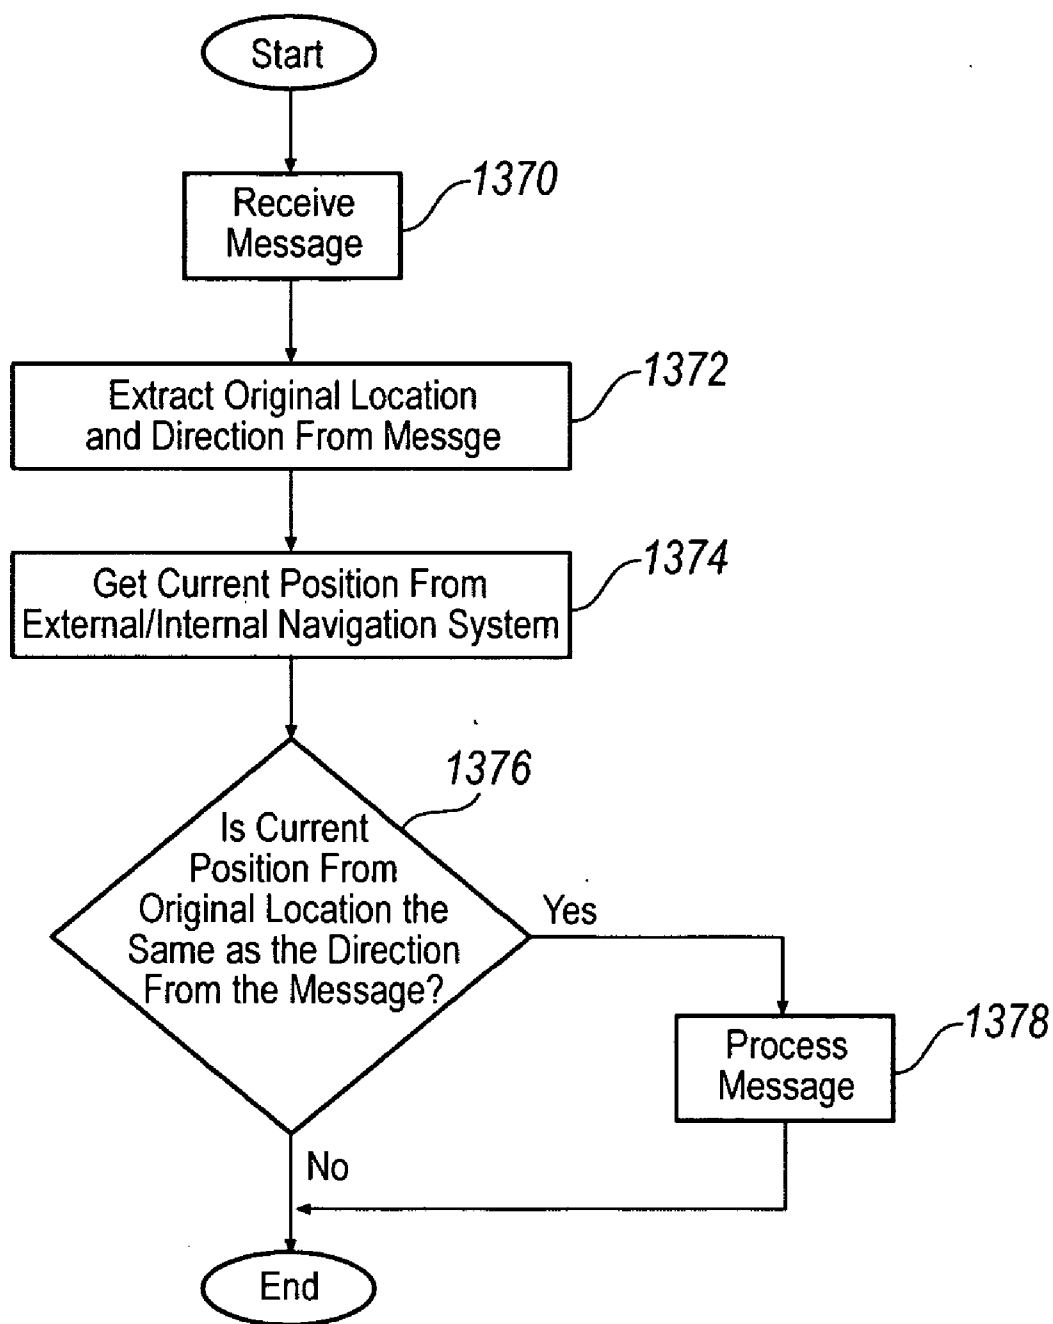 Start
1370
Receive
Message
1372
Extract Original Location
and Direction From Messge
1374
Get Current Position From
External/Internal Navigation System
1376
Is Current
Position From
Original Location the
Same as the Direction
From the Message?
Yes
1378
Process
Message
No
End